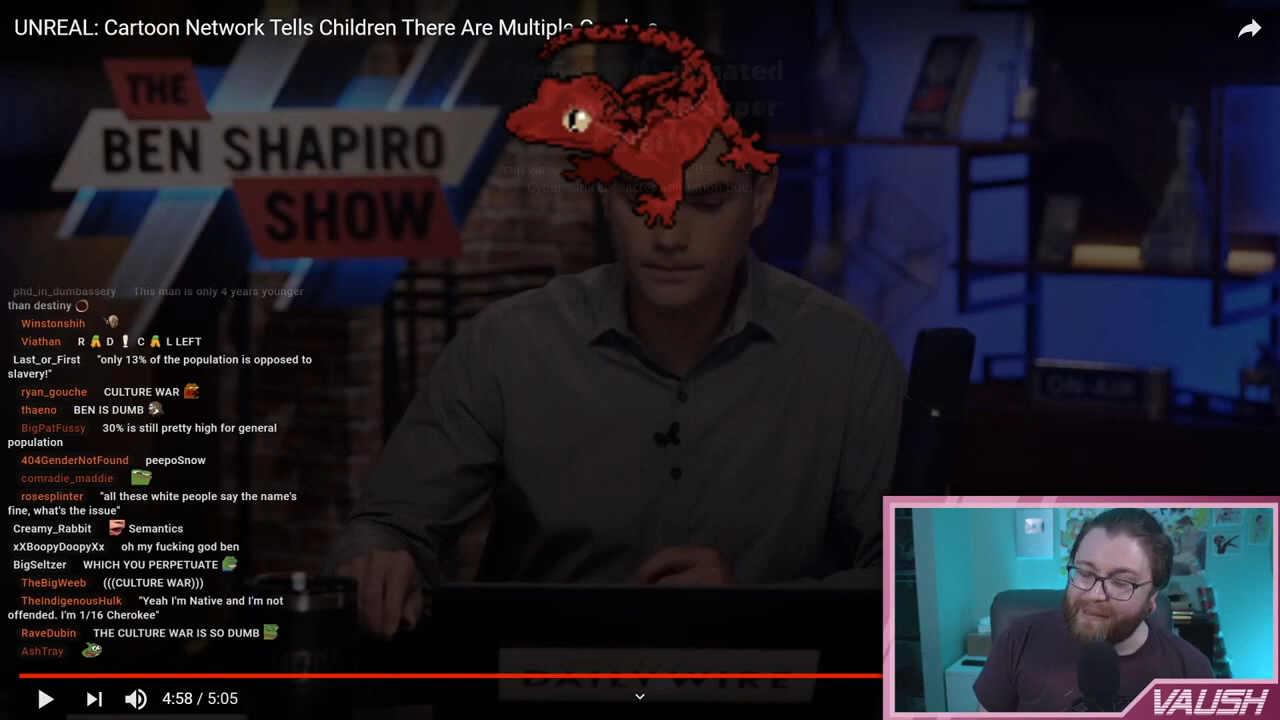 UNREAL: Cartoon Network Tells Children There Are Multiple
THE
BEN SHAPIRO
SHOW
phd_in_dumbassery This man is only 4 years younger
than destiny
Winstonshih
Viathan R A D I C A L LEFT
Last_or_First "only 13% of the population is opposed to
slavery!"
ryan_gouche CULTURE WAR
thaeno BEN IS DUMB
BigPatFussy 30% is still pretty high for general
population
404GenderNotFound peepoSnow
comradie_maddie
rosesplinter "all these white people say the name's
fine, what's the issue"
Creamy_Rabbit Semantics
xXBoopyDoopyXx oh my fucking god ben
BigSeltzer WHICH YOU PERPETUATE
TheBigWeeb (((CULTURE WAR)))
TheIndigenousHulk "Yeah I'm Native and I'm not
offended. I'm 1/16 Cherokee"
RaveDubin THE CULTURE WAR IS SO DUMB
AshTray
ON-AIR
DAILY WIRE
4:58 / 5:05
VAUSH